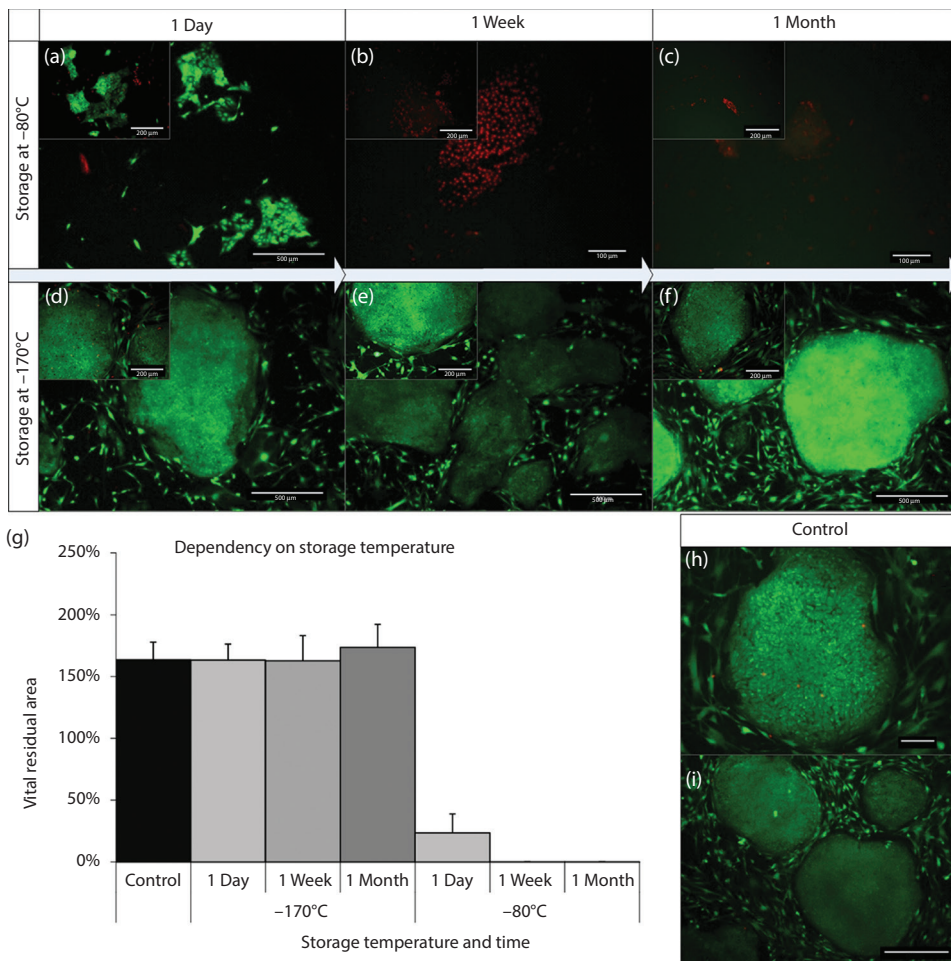 1 Day
1 Week
1 Month
Storage at –80°C
(a)
200 µm
500 µm
(b)
200 µm
100 µm
(c)
200 µm
100 µm
Storage at –170°C
(d)
200 µm
500 µm
(e)
200 µm
500 µm
(f)
200 µm
500 µm
(g)
Dependency on storage temperature
Vital residual area
250%
200%
150%
100%
50%
0%
Control
1 Day
1 Week
1 Month
1 Day
1 Week
1 Month
–170°C
–80°C
Storage temperature and time
Control
(h)
(i)